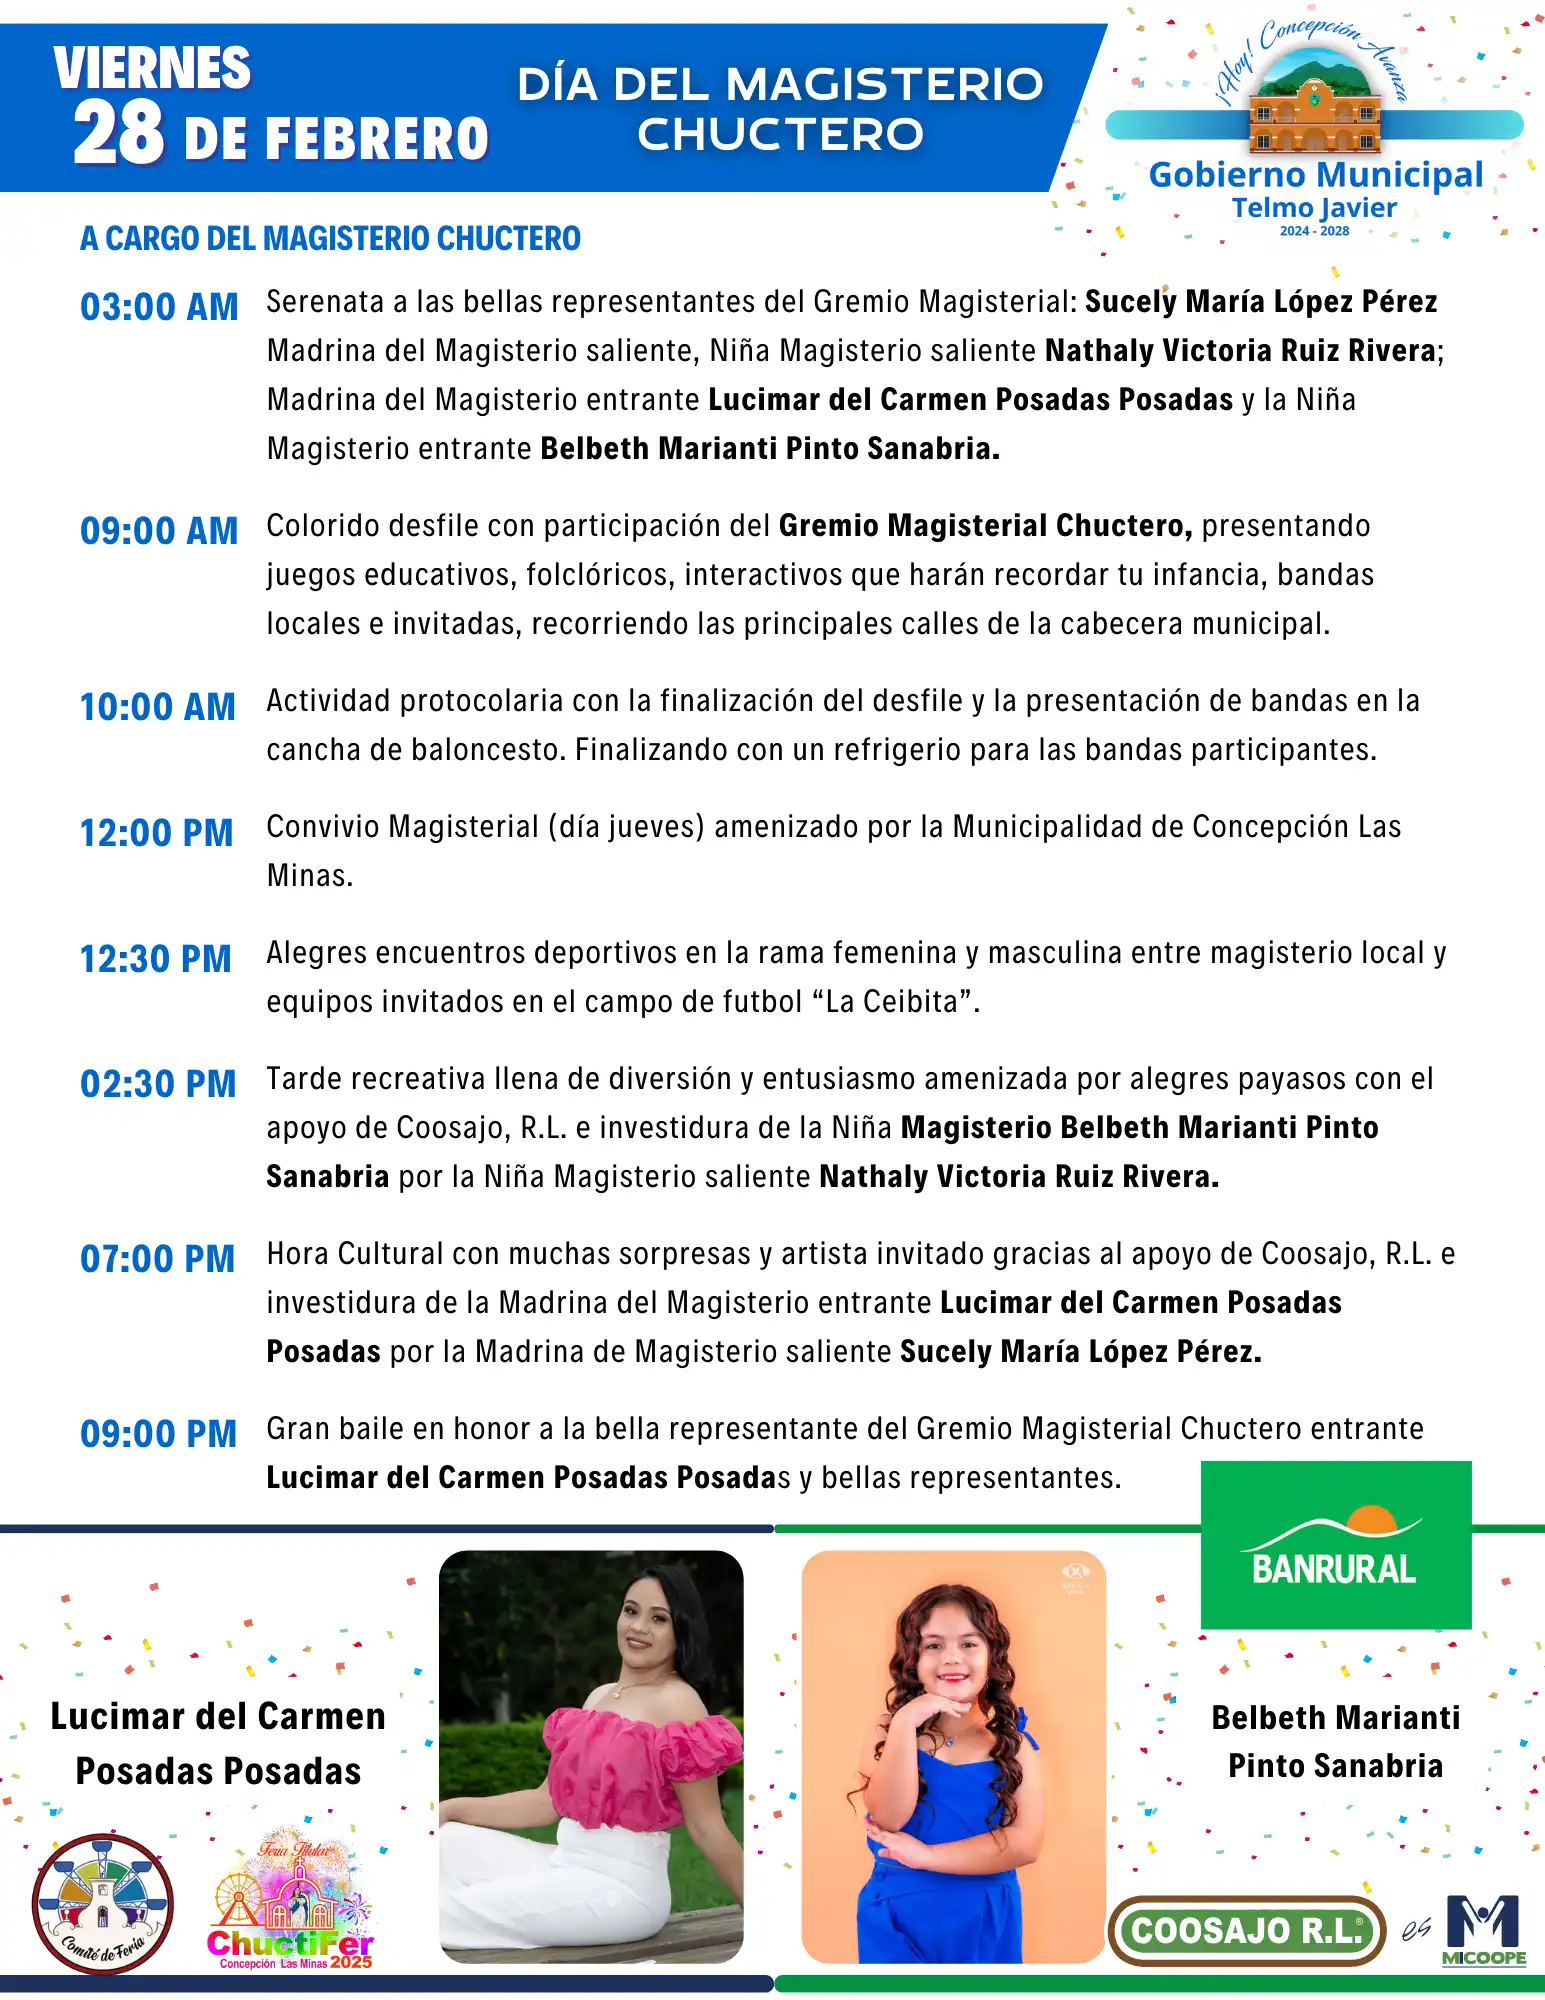 VIERNES
28 DE FEBRERO
DÍA DEL MAGISTERIO
CHUCTERO
¡Hoy! Concepción Avanza
Gobierno Municipal
Telmo Javier
2024 - 2028
A CARGO DEL MAGISTERIO CHUCTERO
03:00 AM
Serenata a las bellas representantes del Gremio Magisterial: Sucely María López Pérez
Madrina del Magisterio saliente, Niña Magisterio saliente Nathaly Victoria Ruiz Rivera;
Madrina del Magisterio entrante Lucimar del Carmen Posadas Posadas y la Niña
Magisterio entrante Belbeth Marianti Pinto Sanabria.
09:00 AM
Colorido desfile con participación del Gremio Magisterial Chuctero, presentando
juegos educativos, folclóricos, interactivos que harán recordar tu infancia, bandas
locales e invitadas, recorriendo las principales calles de la cabecera municipal.
10:00 AM
Actividad protocolaria con la finalización del desfile y la presentación de bandas en la
cancha de baloncesto. Finalizando con un refrigerio para las bandas participantes.
12:00 PM
Convivio Magisterial (día jueves) amenizado por la Municipalidad de Concepción Las
Minas.
12:30 PM
Alegres encuentros deportivos en la rama femenina y masculina entre magisterio local y
equipos invitados en el campo de futbol “La Ceibita”.
02:30 PM
Tarde recreativa llena de diversión y entusiasmo amenizada por alegres payasos con el
apoyo de Coosajo, R.L. e investidura de la Niña Magisterio Belbeth Marianti Pinto
Sanabria por la Niña Magisterio saliente Nathaly Victoria Ruiz Rivera.
07:00 PM
Hora Cultural con muchas sorpresas y artista invitado gracias al apoyo de Coosajo, R.L. e
investidura de la Madrina del Magisterio entrante Lucimar del Carmen Posadas
Posadas por la Madrina de Magisterio saliente Sucely María López Pérez.
09:00 PM
Gran baile en honor a la bella representante del Gremio Magisterial Chuctero entrante
Lucimar del Carmen Posadas Posadas y bellas representantes.
BANRURAL
Lucimar del Carmen
Posadas Posadas
Belbeth Marianti
Pinto Sanabria
Comité de Feria
Feria Titular
ChuctiFer
Concepción Las Minas 2025
COOSAJO R.L.®
es
MICOOPE